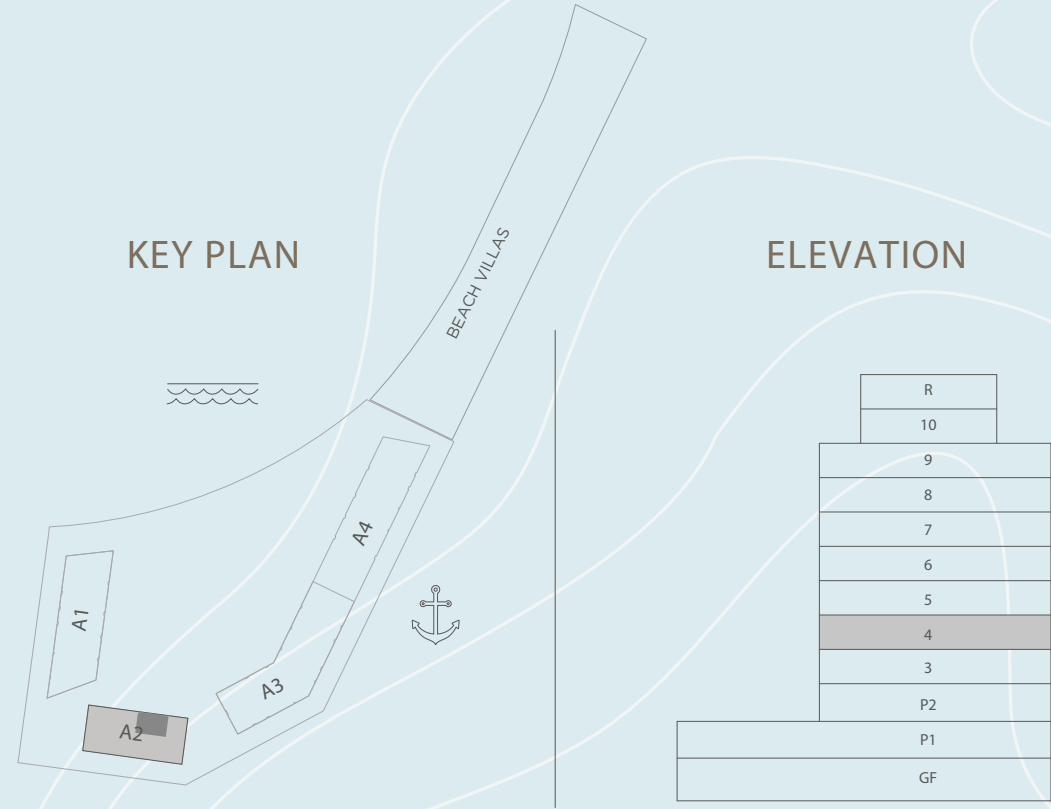 KEY PLAN
BEACH VILLAS
A4
A1
A3
A2
ELEVATION
R
10
9
8
7
6
5
4
3
P2
P1
GF